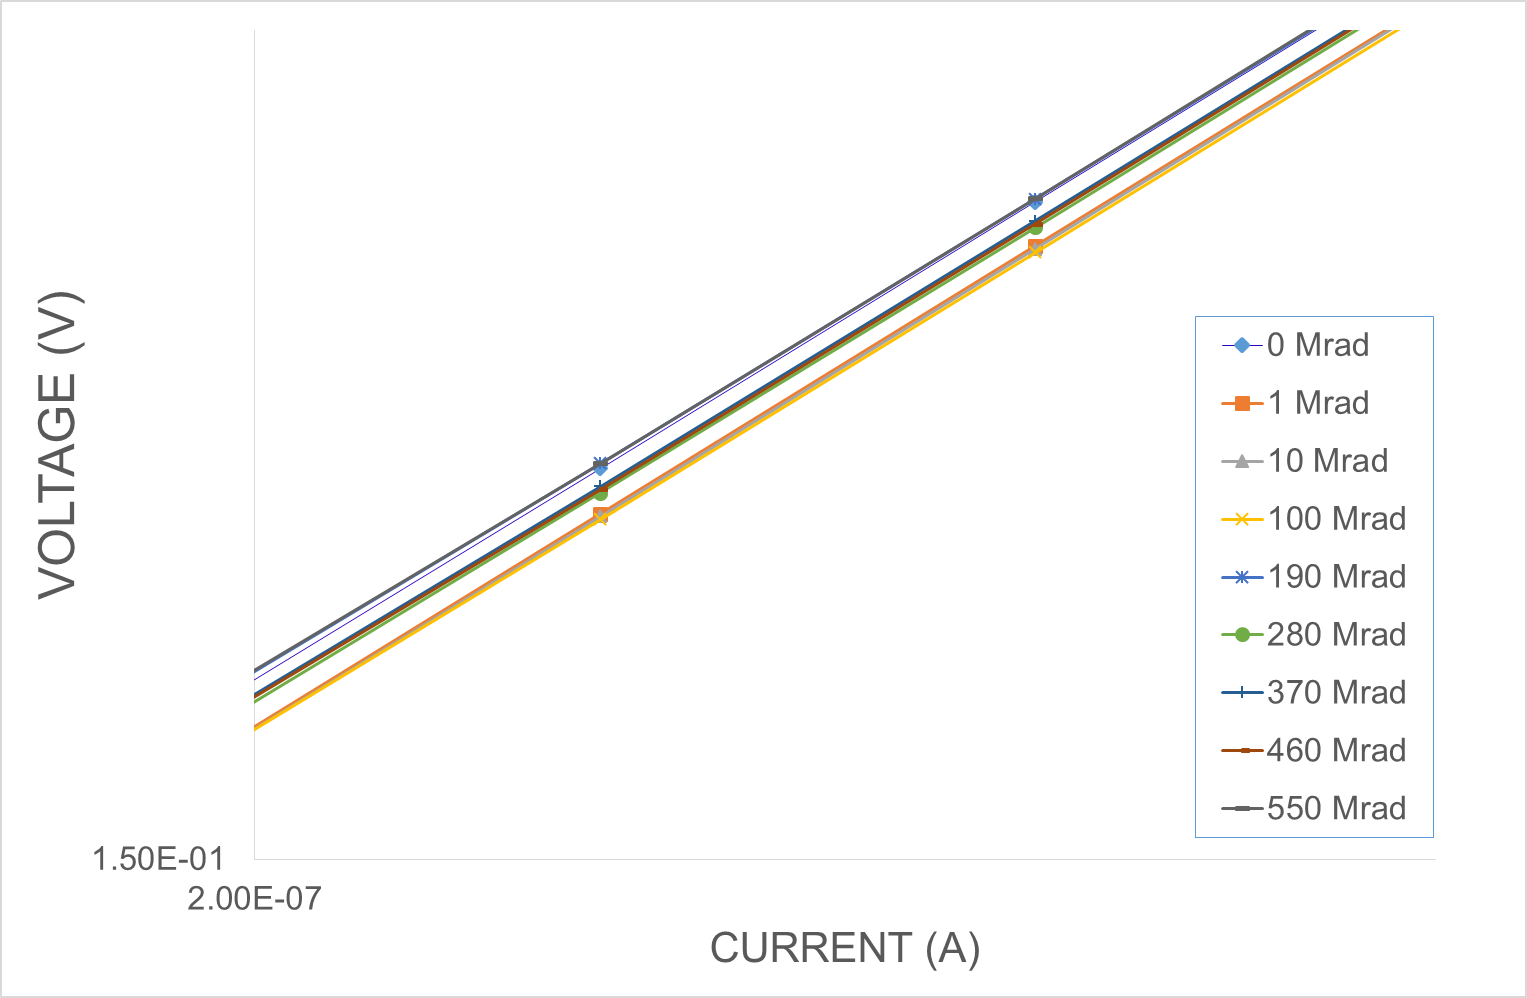 VOLTAGE (V)
0 Mrad
1 Mrad
10 Mrad
100 Mrad
190 Mrad
280 Mrad
370 Mrad
460 Mrad
550 Mrad
1.50E-01
2.00E-07
CURRENT (A)